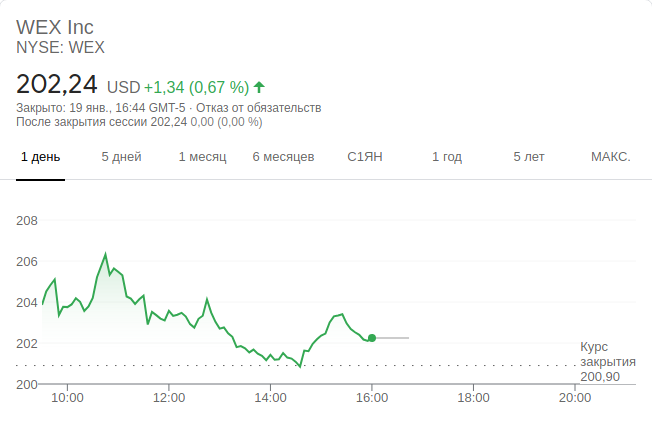 WEX Inc
NYSE: WEX
202,24 USD +1,34 (0,67 %)
Закрыто: 19 янв., 16:44 GMT-5 · Отказ от обязательств
После закрытия сессии 202,24 0,00 (0,00 %)
1 день 5 дней 1 месяц 6 месяцев С1ЯН 1 год 5 лет МАКС.
208
206
204
202
Курс
закрытия
200,90
200
10:00 12:00 14:00 16:00 18:00 20:00